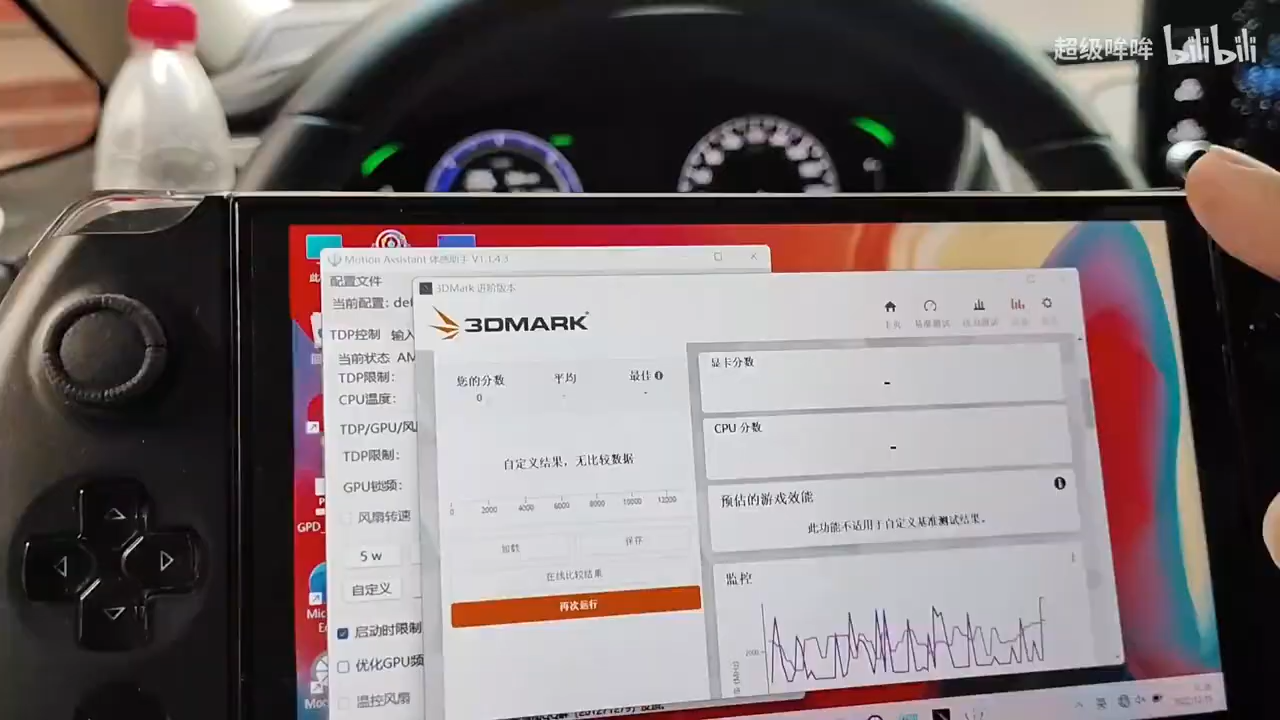 超级哞哞 bilibili
Motion Assistant 体感助手 V1.1.4.3
配置文件
当前配置: def
TDP控制 输入
当前状态 AM
TDP限制:
CPU温度:
TDP/GPU/风
TDP限制:
GPU锁频:
风扇转速
5 w
自定义
启动时限制
优化GPU频
温控风扇
GPD_
3DMark 进阶版本
3DMARK
您的分数 平均 最佳
0 - -
自定义结果，无比较数据
0 2000 4000 6000 8000 10000 12000
加载 保存
在线比较结果
再次运行
显卡分数
-
CPU 分数
-
预估的游戏效能
此功能不适用于自定义基准测试结果。
监控
英